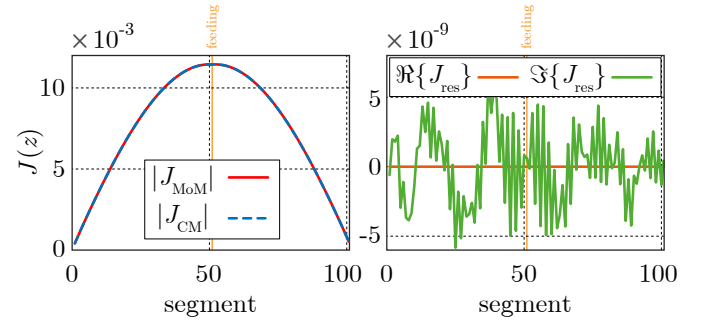 feeding
×10⁻³
10
5
0
J(z)
|J_MoM|
|J_CM|
0
50
100
segment
feeding
×10⁻⁹
ℜ{J_res} ℑ{J_res}
5
0
-5
0
50
100
segment